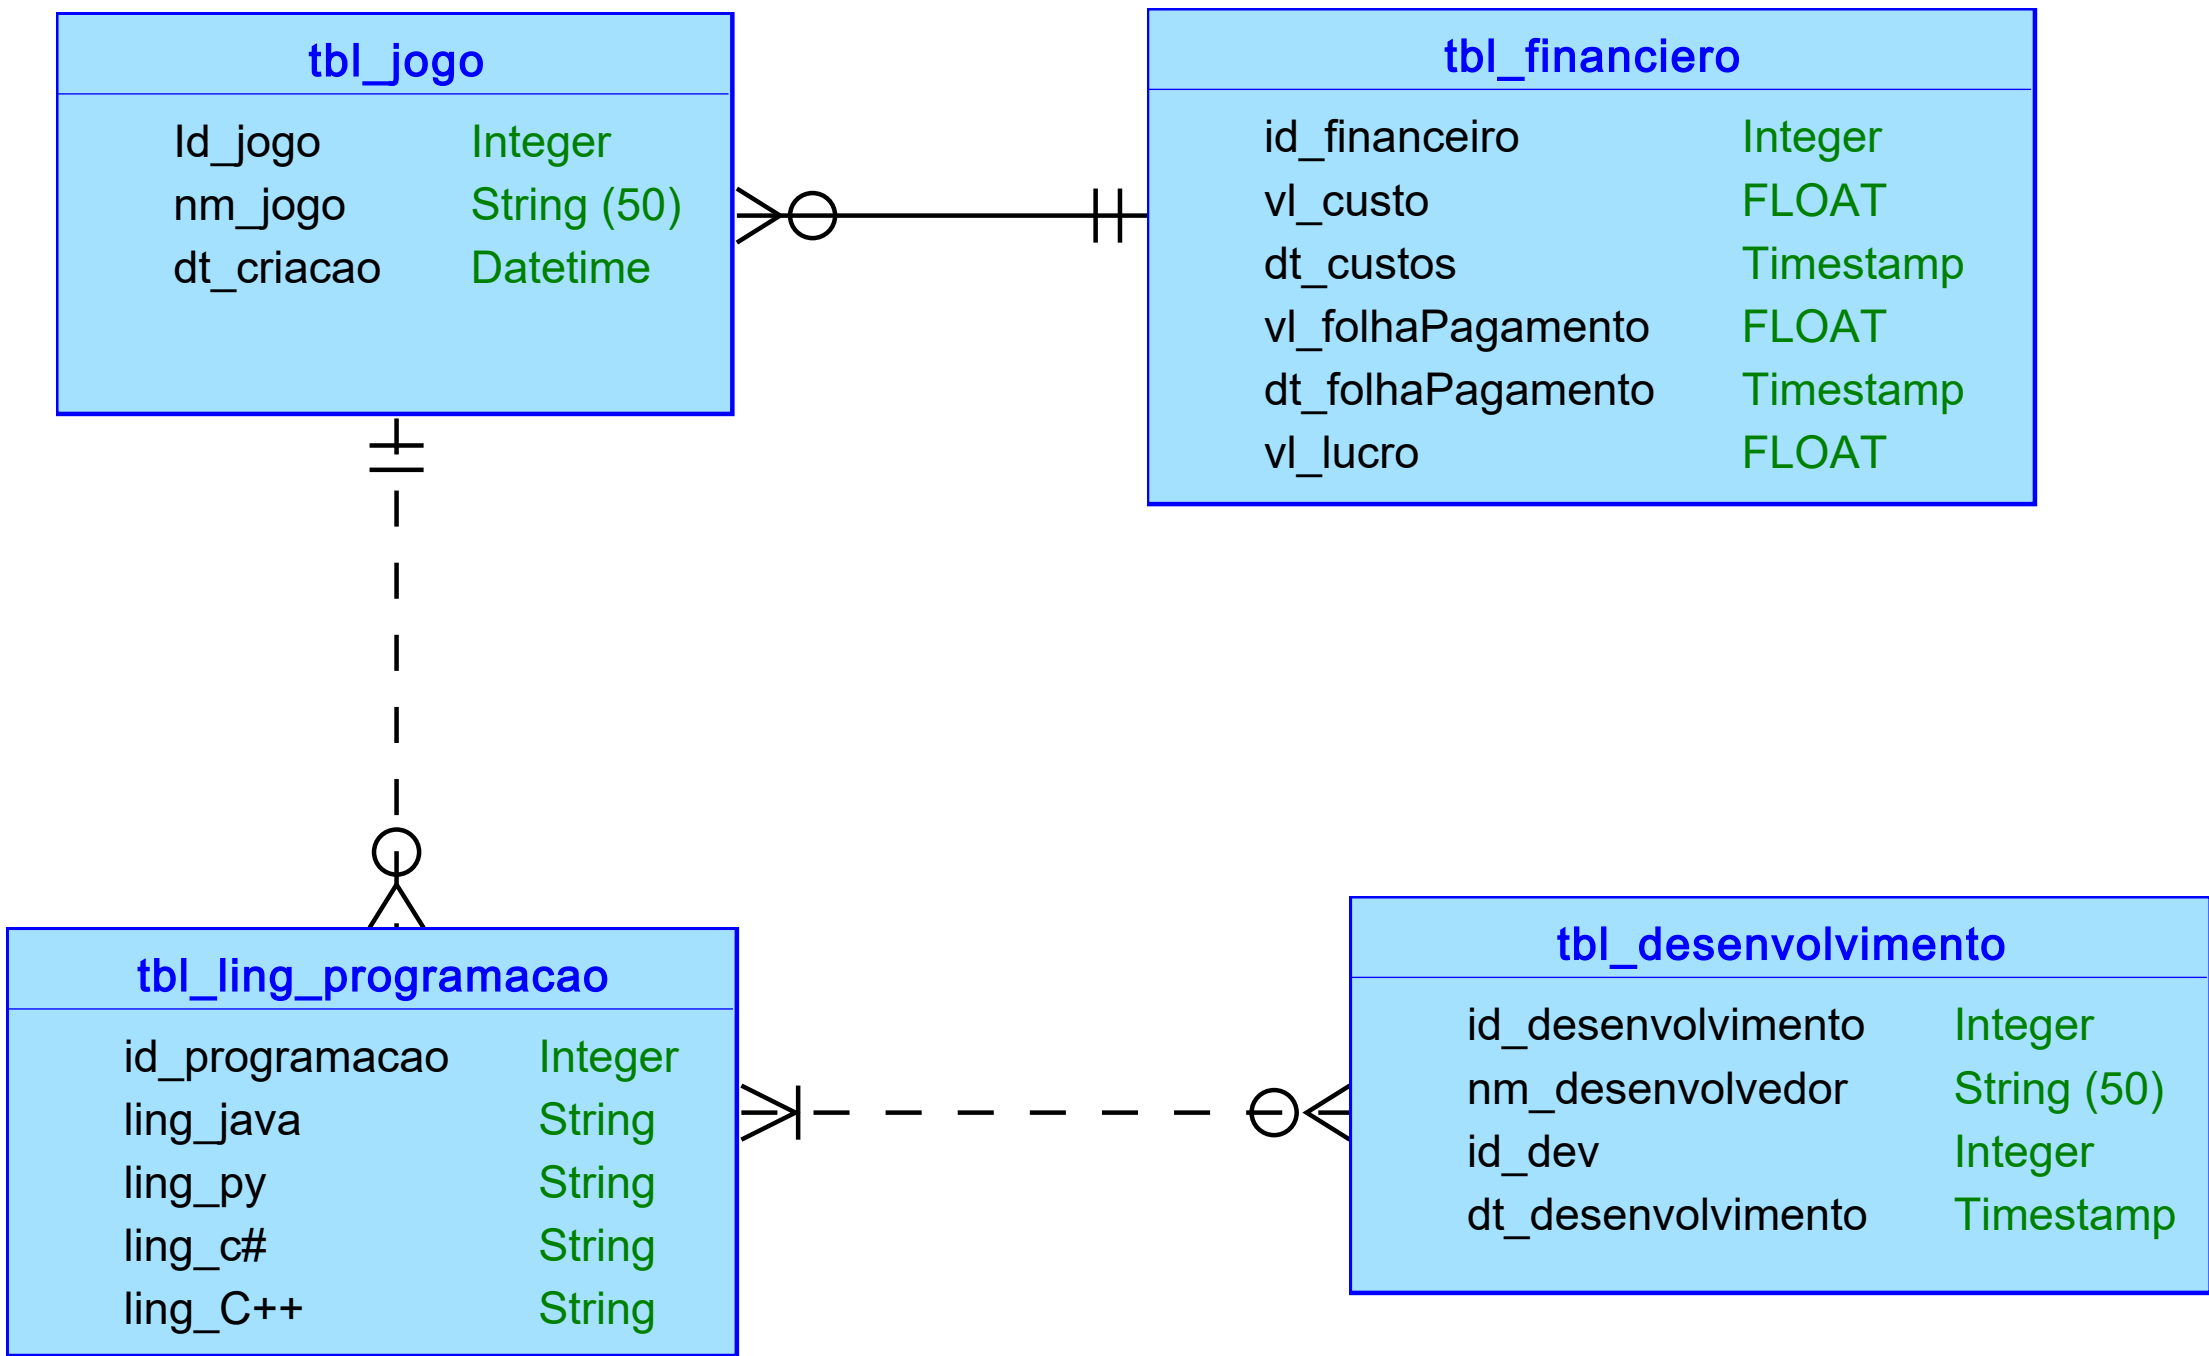 tbl_jogo
Id_jogo Integer
nm_jogo String (50)
dt_criacao Datetime
tbl_financiero
id_financeiro Integer
vl_custo FLOAT
dt_custos Timestamp
vl_folhaPagamento FLOAT
dt_folhaPagamento Timestamp
vl_lucro FLOAT
tbl_ling_programacao
id_programacao Integer
ling_java String
ling_py String
ling_c# String
ling_C++ String
tbl_desenvolvimento
id_desenvolvimento Integer
nm_desenvolvedor String (50)
id_dev Integer
dt_desenvolvimento Timestamp